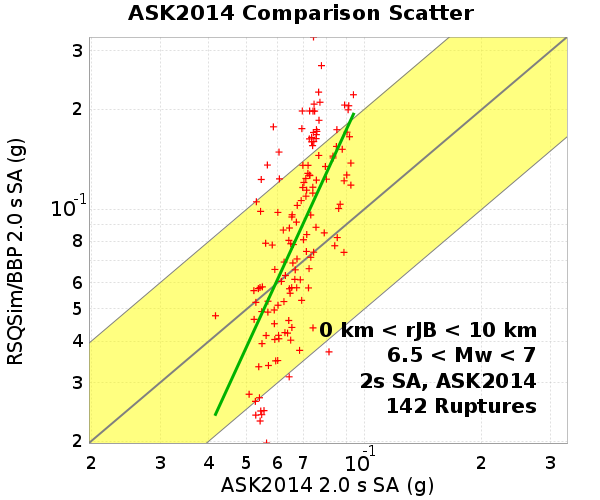 ASK2014 Comparison Scatter
RSQSim/BBP 2.0 s SA (g)
3
2
10⁻¹
8
6
5
4
3
2
0 km < rJB < 10 km
6.5 < Mw < 7
2s SA, ASK2014
142 Ruptures
2 3 4 5 6 7 10⁻¹ 2 3
ASK2014 2.0 s SA (g)